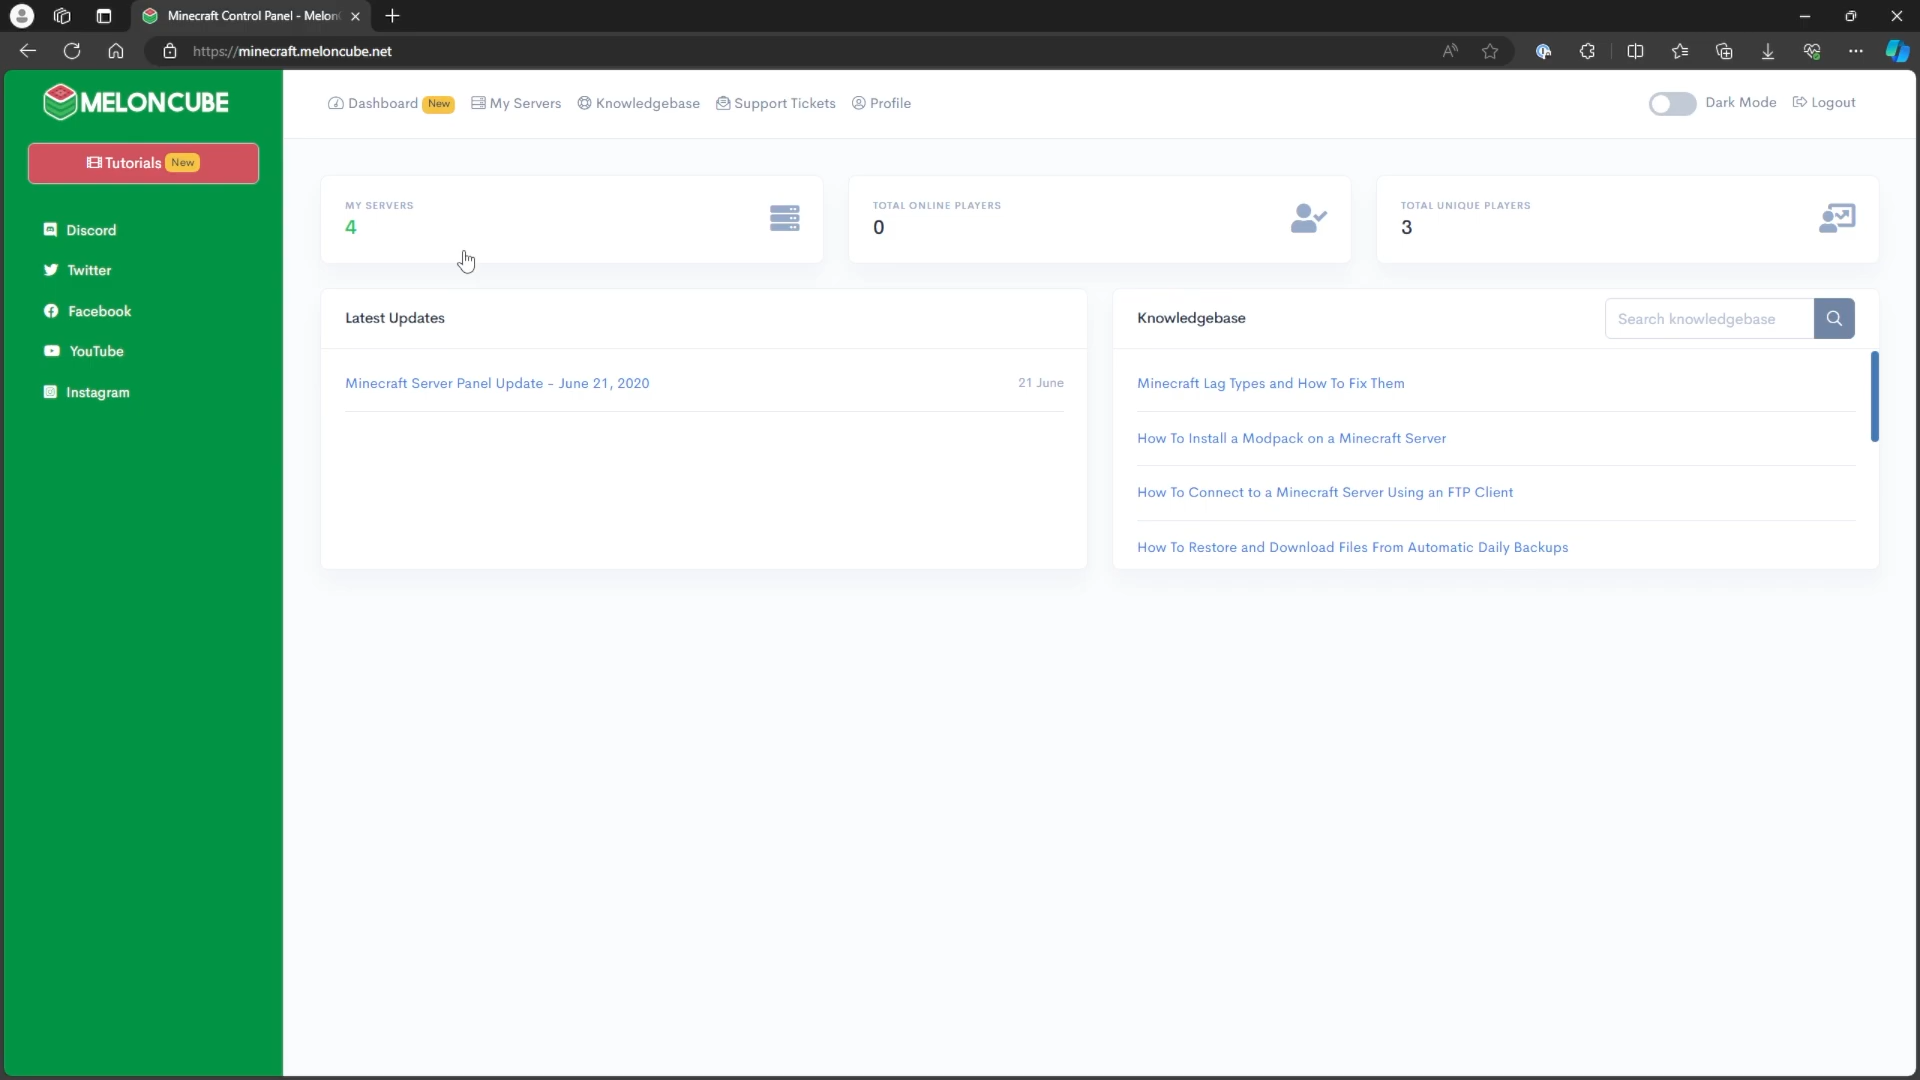 Minecraft Control Panel - Melon
https://minecraft.meloncube.net
MELONCUBE
Dashboard New My Servers Knowledgebase Support Tickets Profile Dark Mode Logout
Tutorials New
Discord
Twitter
Facebook
YouTube
Instagram
MY SERVERS
4
TOTAL ONLINE PLAYERS
0
TOTAL UNIQUE PLAYERS
3
Latest Updates
Minecraft Server Panel Update - June 21, 2020 21 June
Knowledgebase Search knowledgebase
Minecraft Lag Types and How To Fix Them
How To Install a Modpack on a Minecraft Server
How To Connect to a Minecraft Server Using an FTP Client
How To Restore and Download Files From Automatic Daily Backups